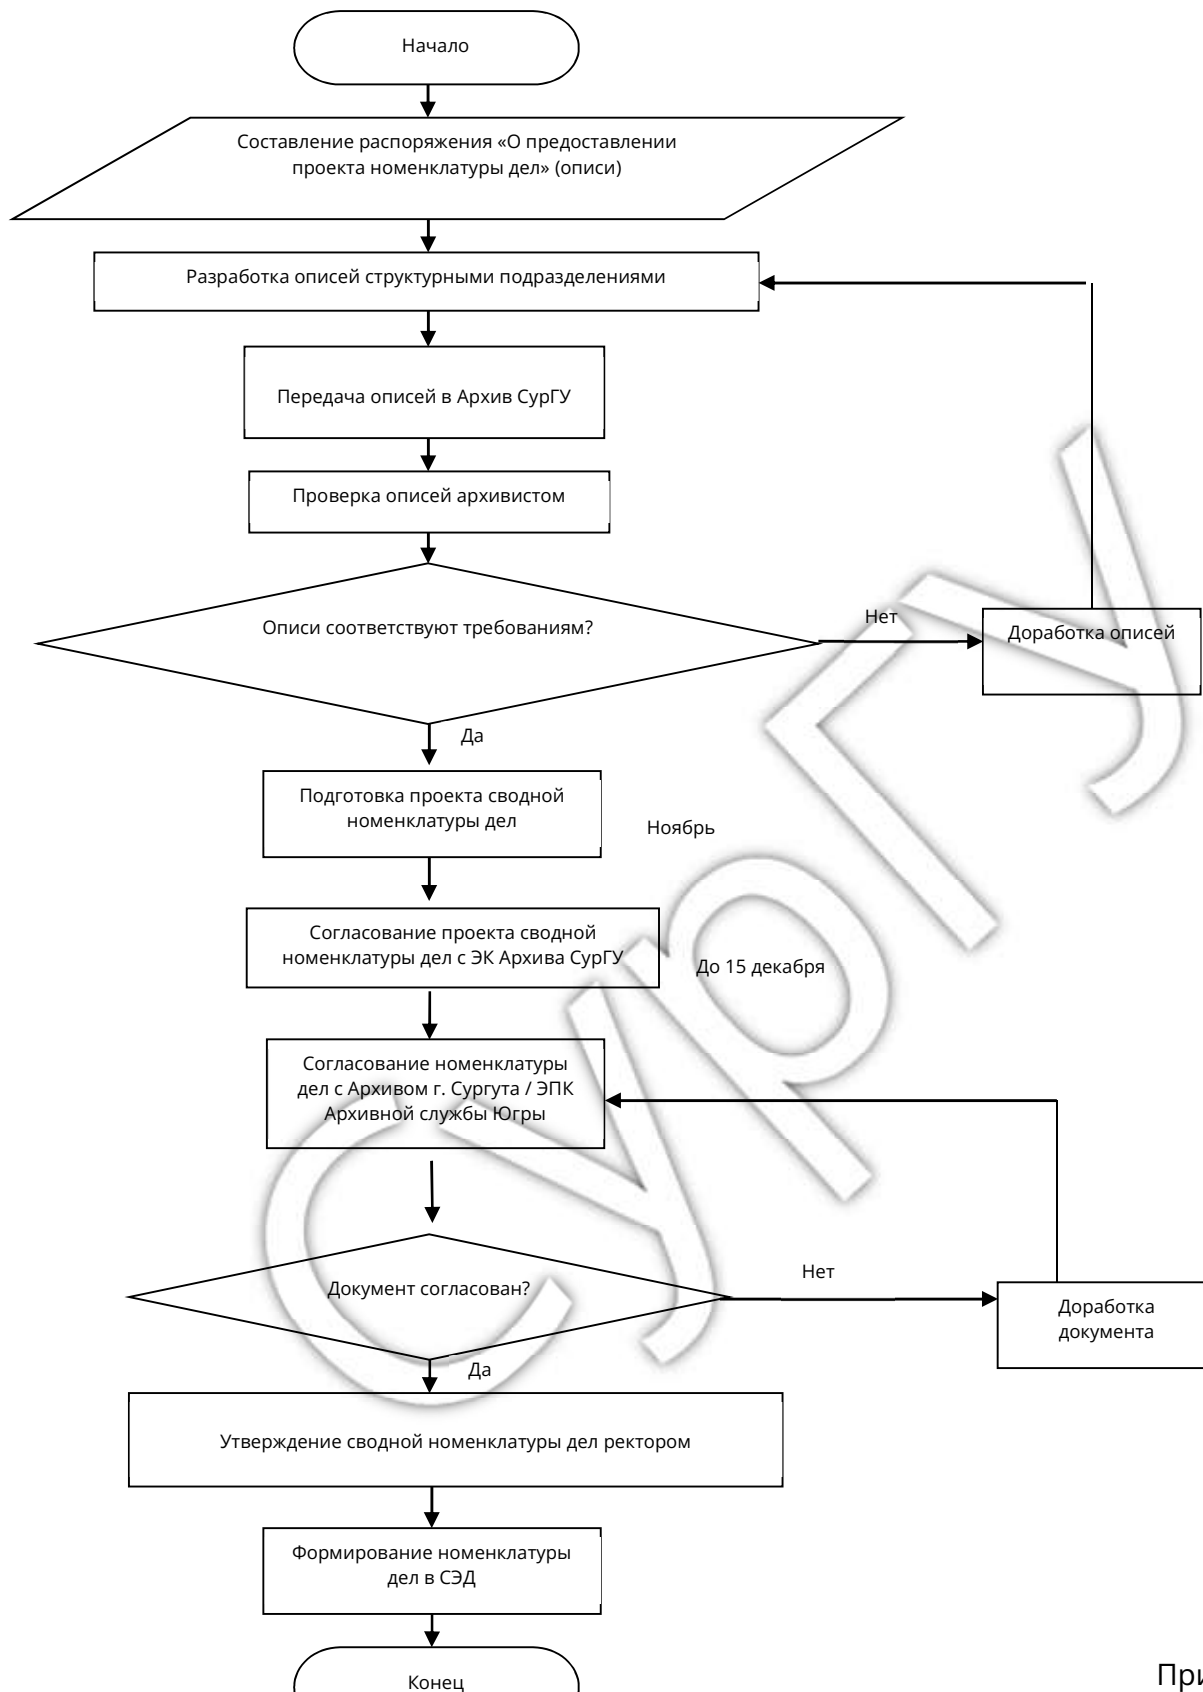 Начало
Составление распоряжения «О предоставлении
проекта номенклатуры дел» (описи)
Разработка описей структурными подразделениями
Передача описей в Архив СурГУ
Проверка описей архивистом
Описи соответствуют требованиям?
Нет
Доработка описей
Да
Подготовка проекта сводной
номенклатуры дел
Ноябрь
Согласование проекта сводной
номенклатуры дел с ЭК Архива СурГУ
До 15 декабря
Согласование номенклатуры
дел с Архивом г. Сургута / ЭПК
Архивной службы Югры
Документ согласован?
Нет
Доработка
документа
Да
Утверждение сводной номенклатуры дел ректором
Формирование номенклатуры
дел в СЭД
Конец
СурГУ